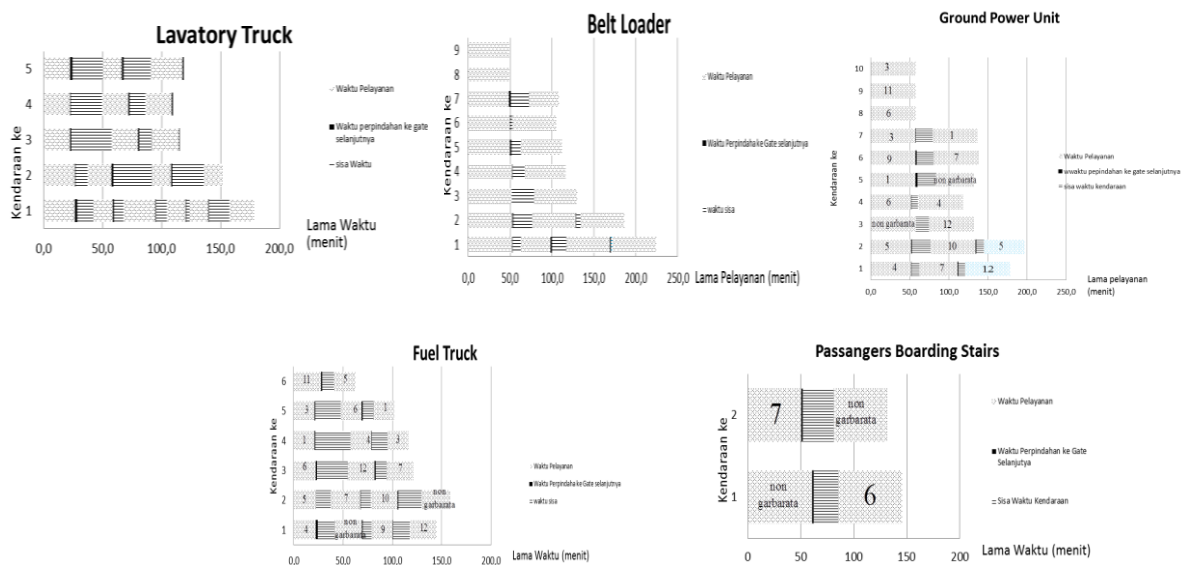 Lavatory Truck
Kendaraan ke
5
4
3
2
1
0,0 50,0 100,0 150,0 200,0
Lama Waktu
(menit)
Waktu Pelayanan
Waktu perpindahan ke gate
selanjutnya
sisa Waktu
Belt Loader
Kendaraan ke
9
8
7
6
5
4
3
2
1
0,0 50,0 100,0 150,0 200,0 250,0
Lama Pelayanan (menit)
Waktu Pelayanan
Waktu Perpindaha ke Gate selanjutnya
waktu sisa
Ground Power Unit
Kendaraan ke
10 3
9 11
8 6
7 3 1
6 9 7
5 1 non garbarata
4 6 4
3 non garbarata 12
2 5 10 5
1 4 7 12
0,0 50,0 100,0 150,0 200,0 250,0
Lama pelayanan
(menit)
Waktu Pelayanan
wwaktu pepindahan ke gate selanjutnya
sisa waktu kendaraan
Fuel Truck
Kendaraan ke
6 11 5
5 3 6 1
4 1 4 3
3 6 12 7
2 5 7 10 non
garbarata
1 4 non
garbarata 9 12
0,0 50,0 100,0 150,0 200,0
Lama Waktu (menit)
Waktu Pelayanan
Waktu Perpindaha ke Gate selanjutnya
waktu sisa
Passangers Boarding Stairs
Kendaraan ke
2 7 non
garbarata
1 non
garbarata 6
0 50 100 150 200
Lama Waktu (menit)
Waktu Pelayanan
Waktu Perpindahan ke Gate
Selanjutya
Sisa Waktu Kendaraan